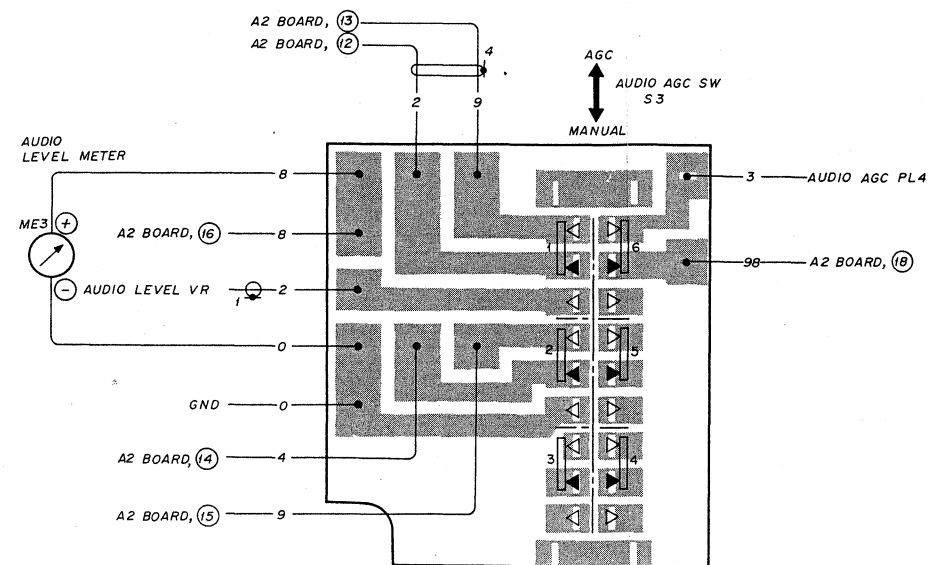 A2 BOARD, 13
A2 BOARD, 12
4
AGC
AUDIO AGC SW
S3
MANUAL
2 9
AUDIO
LEVEL METER
8
3 AUDIO AGC PL4
ME3 +
A2 BOARD, 16 8
1 6
98 A2 BOARD, 18
− AUDIO LEVEL VR 2
1
0
2 5
GND 0
A2 BOARD, 14 4
3 4
A2 BOARD, 15 9